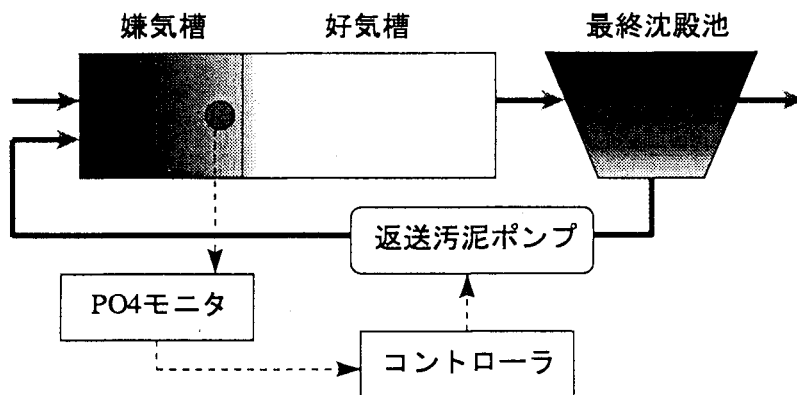 嫌気槽
好気槽
最終沈殿池
返送汚泥ポンプ
PO4モニタ
コントローラ